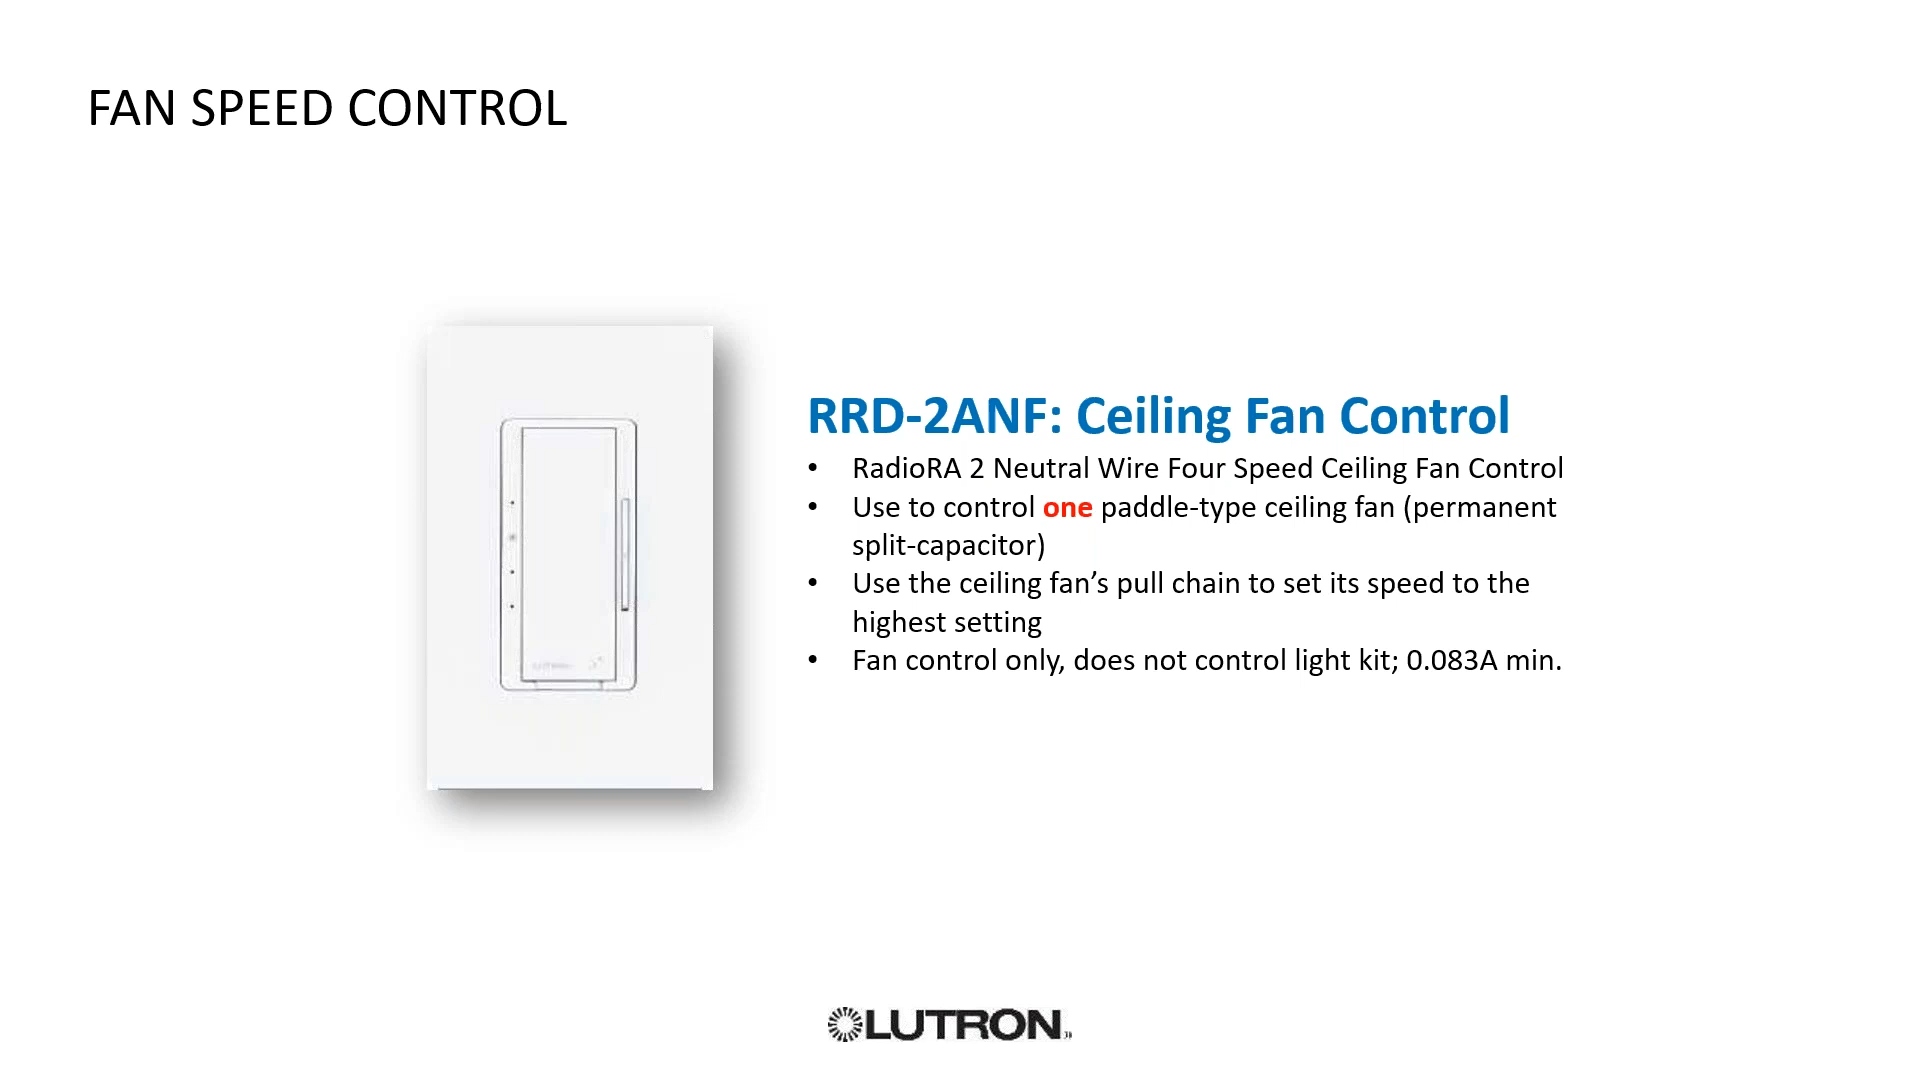 FAN SPEED CONTROL
RRD-2ANF: Ceiling Fan Control
• RadioRA 2 Neutral Wire Four Speed Ceiling Fan Control
• Use to control one paddle-type ceiling fan (permanent
split-capacitor)
• Use the ceiling fan’s pull chain to set its speed to the
highest setting
• Fan control only, does not control light kit; 0.083A min.
LUTRON
LUTRON